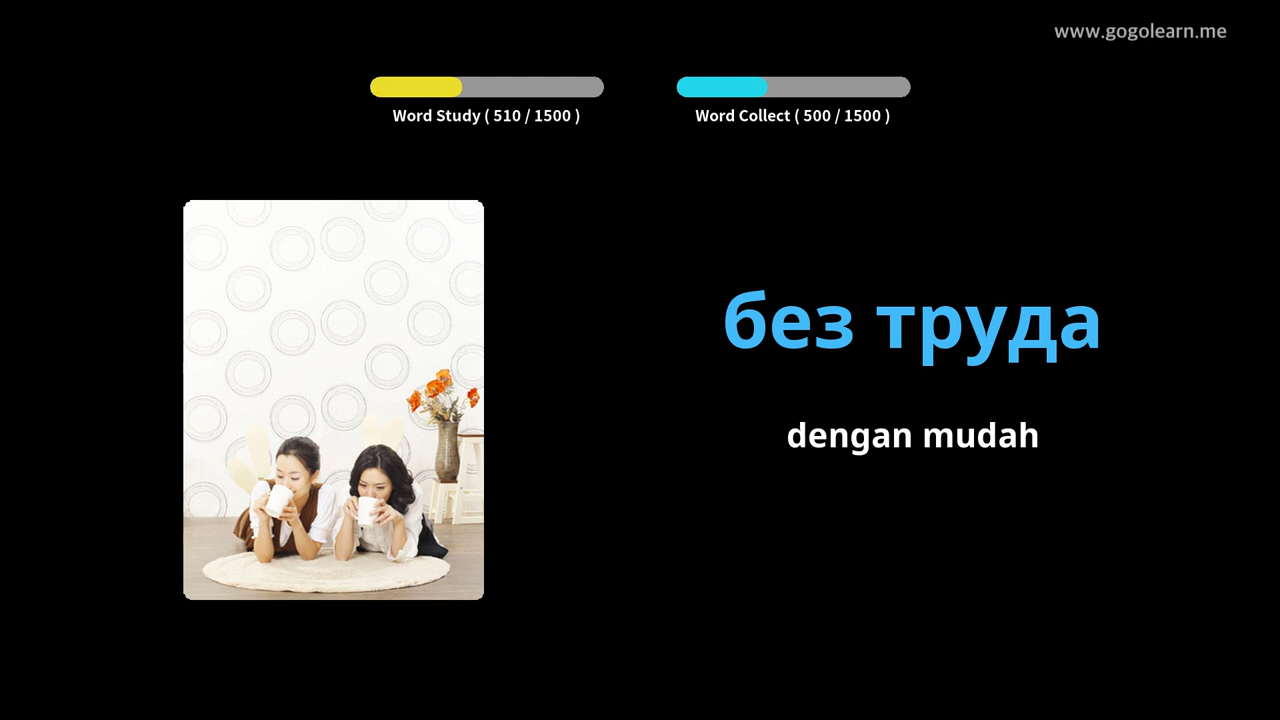 www.gogolearn.me
Word Study ( 510 / 1500 )
Word Collect ( 500 / 1500 )
без труда
dengan mudah